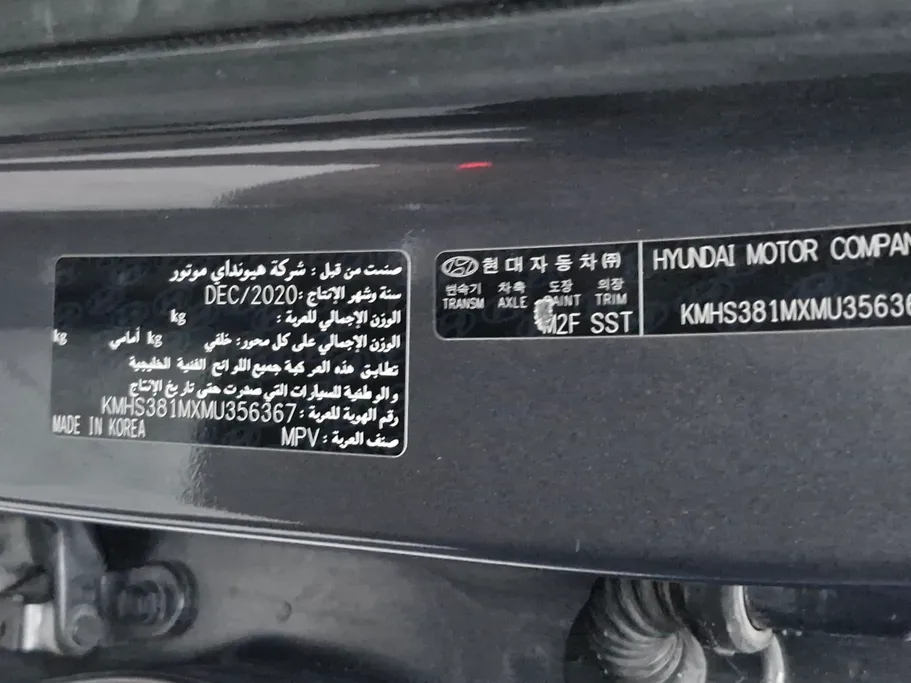 صنعت من قبل : شركة هيونداي موتور
سنة وشهر الإنتاج : DEC/2020
الوزن الإجمالي للعربة : kg
الوزن الإجمالي على كل محور: خلفي kg أمامي kg
تطابق هذه المركبة جميع اللوائح الفنية الخليجية
والوطنية للسيارات التي صدرت حتى تاريخ الإنتاج
رقم الهوية للعربة : KMHS381MXMU356367
صنف العربة : MPV
MADE IN KOREA
현대자동차㈜
변속기 차축 도장 의장
TRANSM AXLE PAINT TRIM
M2F SST
HYUNDAI MOTOR COMPAN
KMHS381MXMU35636